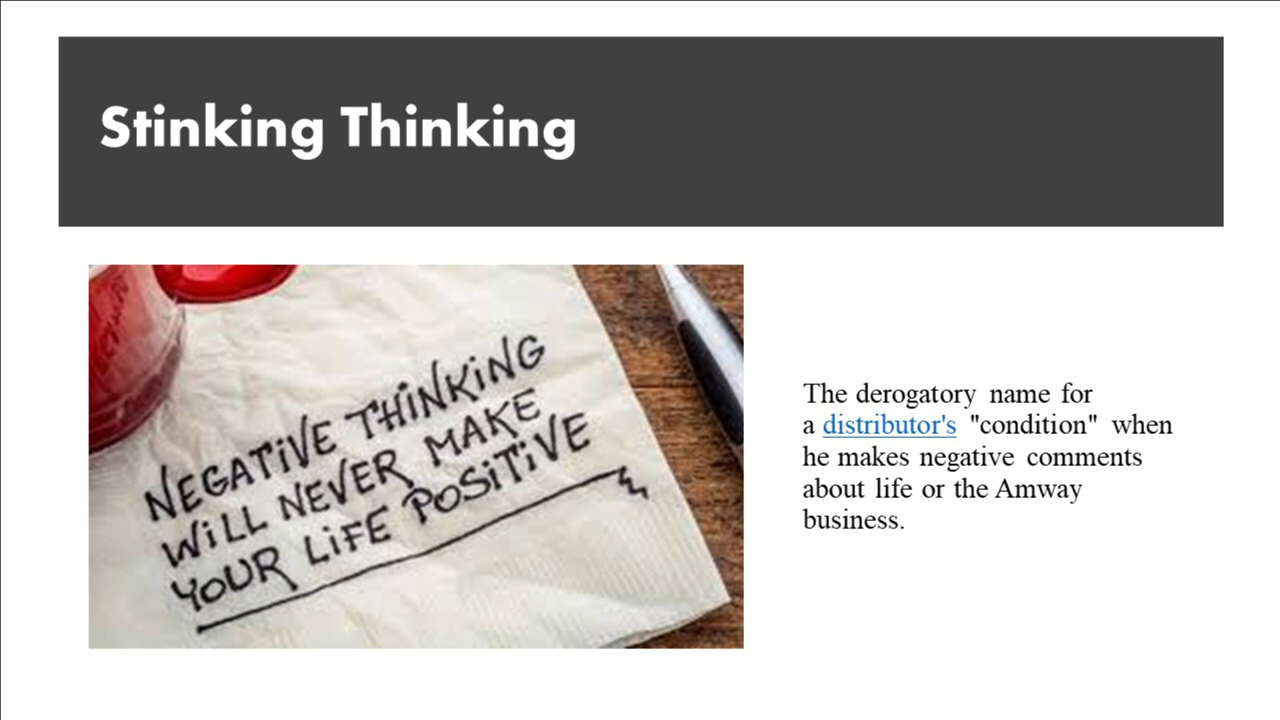 Stinking Thinking
NEGATIVE THINKING
WILL NEVER MAKE
YOUR LIFE POSITIVE
The derogatory name for
a distributor's "condition" when
he makes negative comments
about life or the Amway
business.